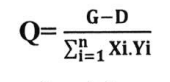 Q= G-D
∑ⁿᵢ₌₁ Xi.Yi